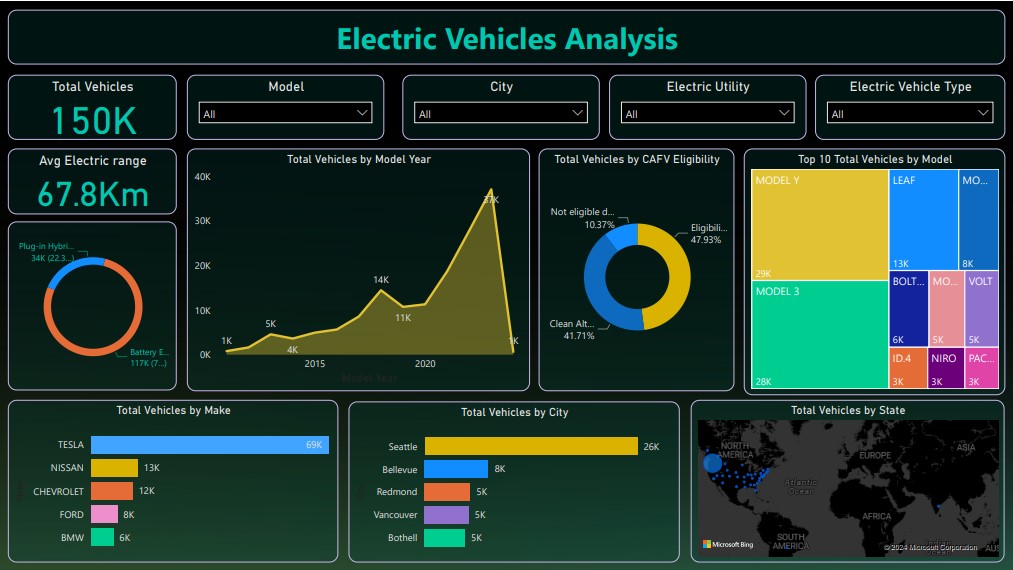 Electric Vehicles Analysis
Total Vehicles
150K
Model
All
City
All
Electric Utility
All
Electric Vehicle Type
All
Avg Electric range
67.8Km
Plug-in Hybri...
34K (22.3...)
Battery E...
117K (7...)
Total Vehicles by Model Year
40K
30K
20K
10K
0K
1K
5K
4K
14K
11K
37K
1K
2015
2020
Model Year
Total Vehicles by CAFV Eligibility
Not eligible d...
10.37%
Eligibili...
47.93%
Clean Alt...
41.71%
Top 10 Total Vehicles by Model
MODEL Y
29K
MODEL 3
28K
LEAF
13K
MO...
8K
BOLT...
6K
MO...
5K
VOLT
5K
ID.4
3K
NIRO
3K
PAC...
3K
Total Vehicles by Make
TESLA
69K
NISSAN
13K
CHEVROLET
12K
FORD
8K
BMW
6K
Total Vehicles by City
Seattle
26K
Bellevue
8K
Redmond
5K
Vancouver
5K
Bothell
5K
Total Vehicles by State
NORTH
AMERICA
EUROPE
ASIA
Atlantic
Ocean
AFRICA
SOUTH
AMERICA
Microsoft Bing
© 2024 Microsoft Corporation
AUS